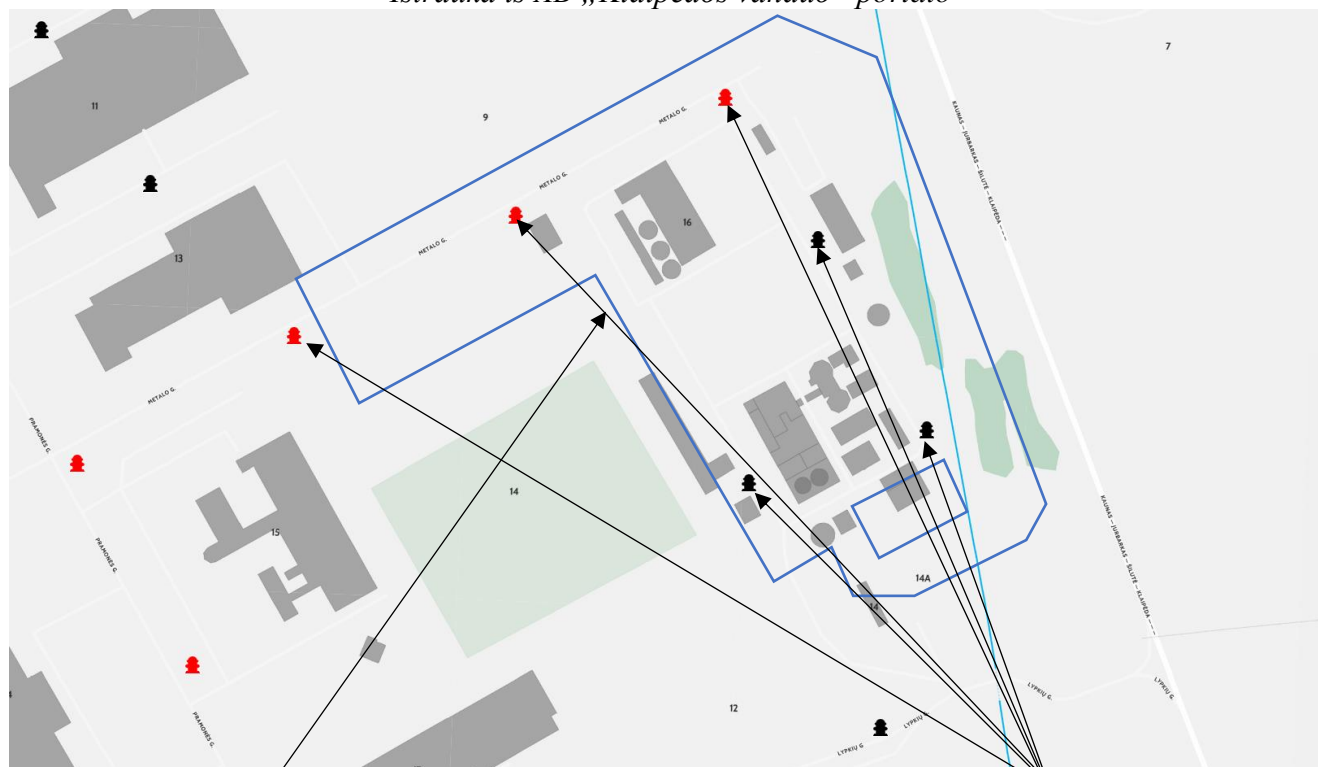 Ištrauka iš AB „Klaipėdos vanduo“ portalo
7
11
9
METALO G.
KAUNAS – JURBARKAS – ŠILUTĖ – KLAIPĖDA
METALO G.
16
METALO G.
13
METALO G.
PRAMONĖS G.
14
15
KAUNAS – JURBARKAS – ŠILUTĖ – KLAIPĖDA
PRAMONĖS G.
14A
14
LYPKIŲ G.
LYPKIŲ G.
12
LYPKIŲ G.
PRAMONĖS G.
LYPKIŲ G